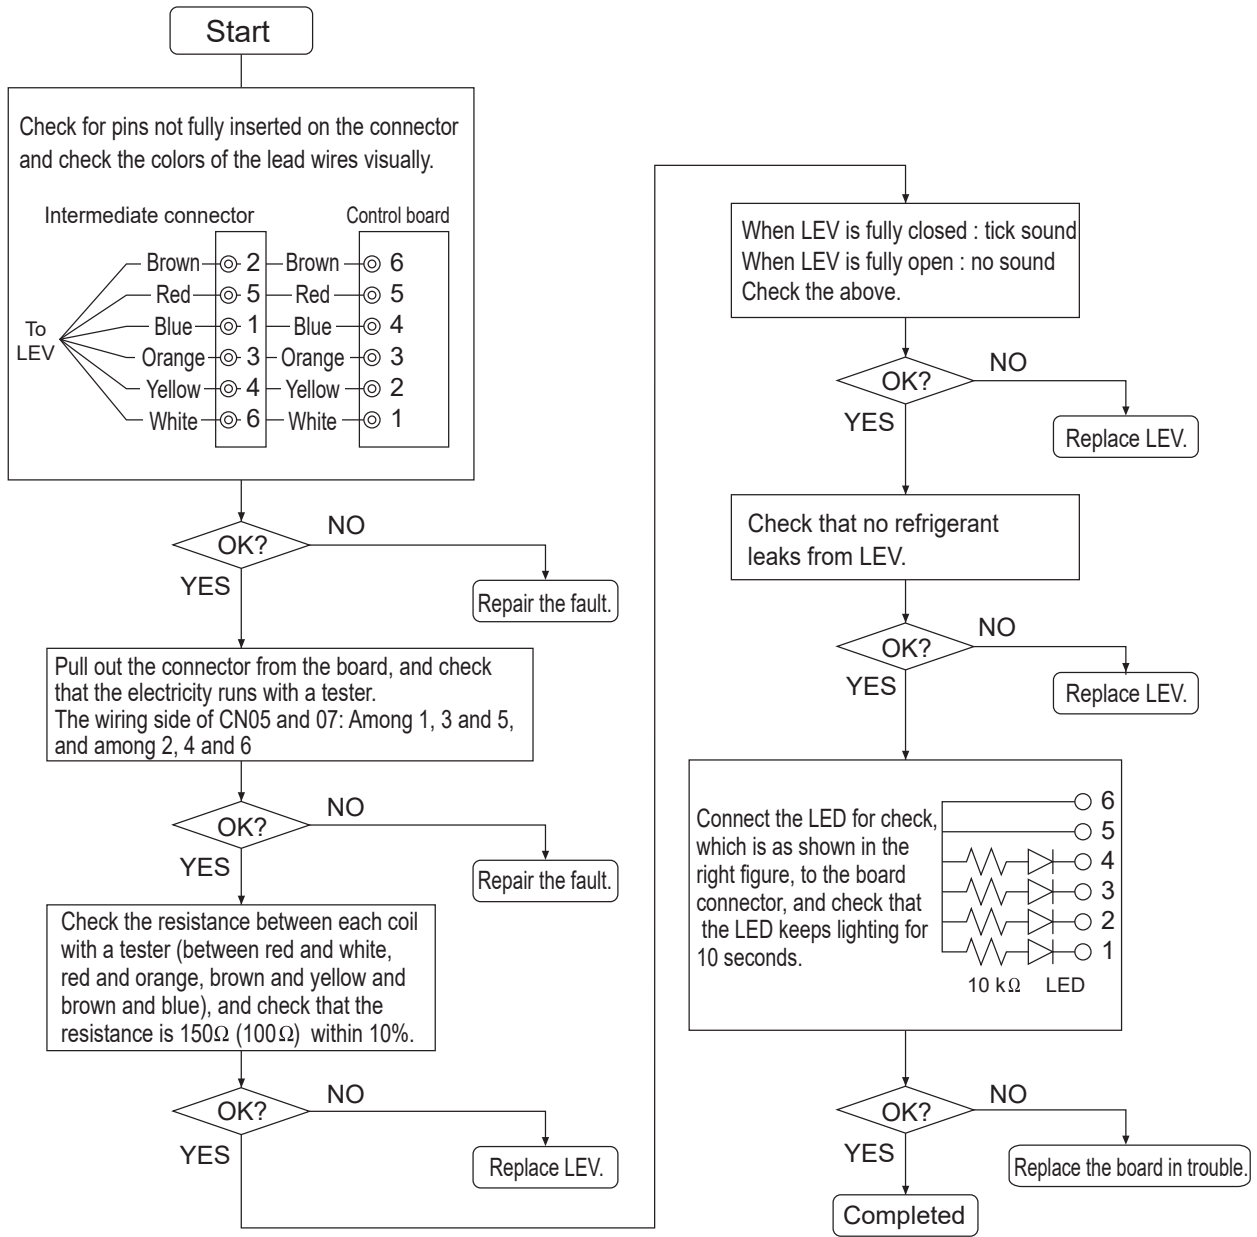 Start
Check for pins not fully inserted on the connector
and check the colors of the lead wires visually.
Intermediate connector Control board
To
LEV
Brown 2 Brown 6
Red 5 Red 5
Blue 1 Blue 4
Orange 3 Orange 3
Yellow 4 Yellow 2
White 6 White 1
OK?
NO
YES
Repair the fault.
Pull out the connector from the board, and check
that the electricity runs with a tester.
The wiring side of CN05 and 07: Among 1, 3 and 5,
and among 2, 4 and 6
OK?
NO
YES
Repair the fault.
Check the resistance between each coil
with a tester (between red and white,
red and orange, brown and yellow and
brown and blue), and check that the
resistance is 150Ω (100Ω) within 10%.
OK?
NO
YES
Replace LEV.
When LEV is fully closed : tick sound
When LEV is fully open : no sound
Check the above.
OK?
NO
YES
Replace LEV.
Check that no refrigerant
leaks from LEV.
OK?
NO
YES
Replace LEV.
Connect the LED for check,
which is as shown in the
right figure, to the board
connector, and check that
the LED keeps lighting for
10 seconds.
6
5
4
3
2
1
10 kΩ LED
OK?
NO
YES
Replace the board in trouble.
Completed